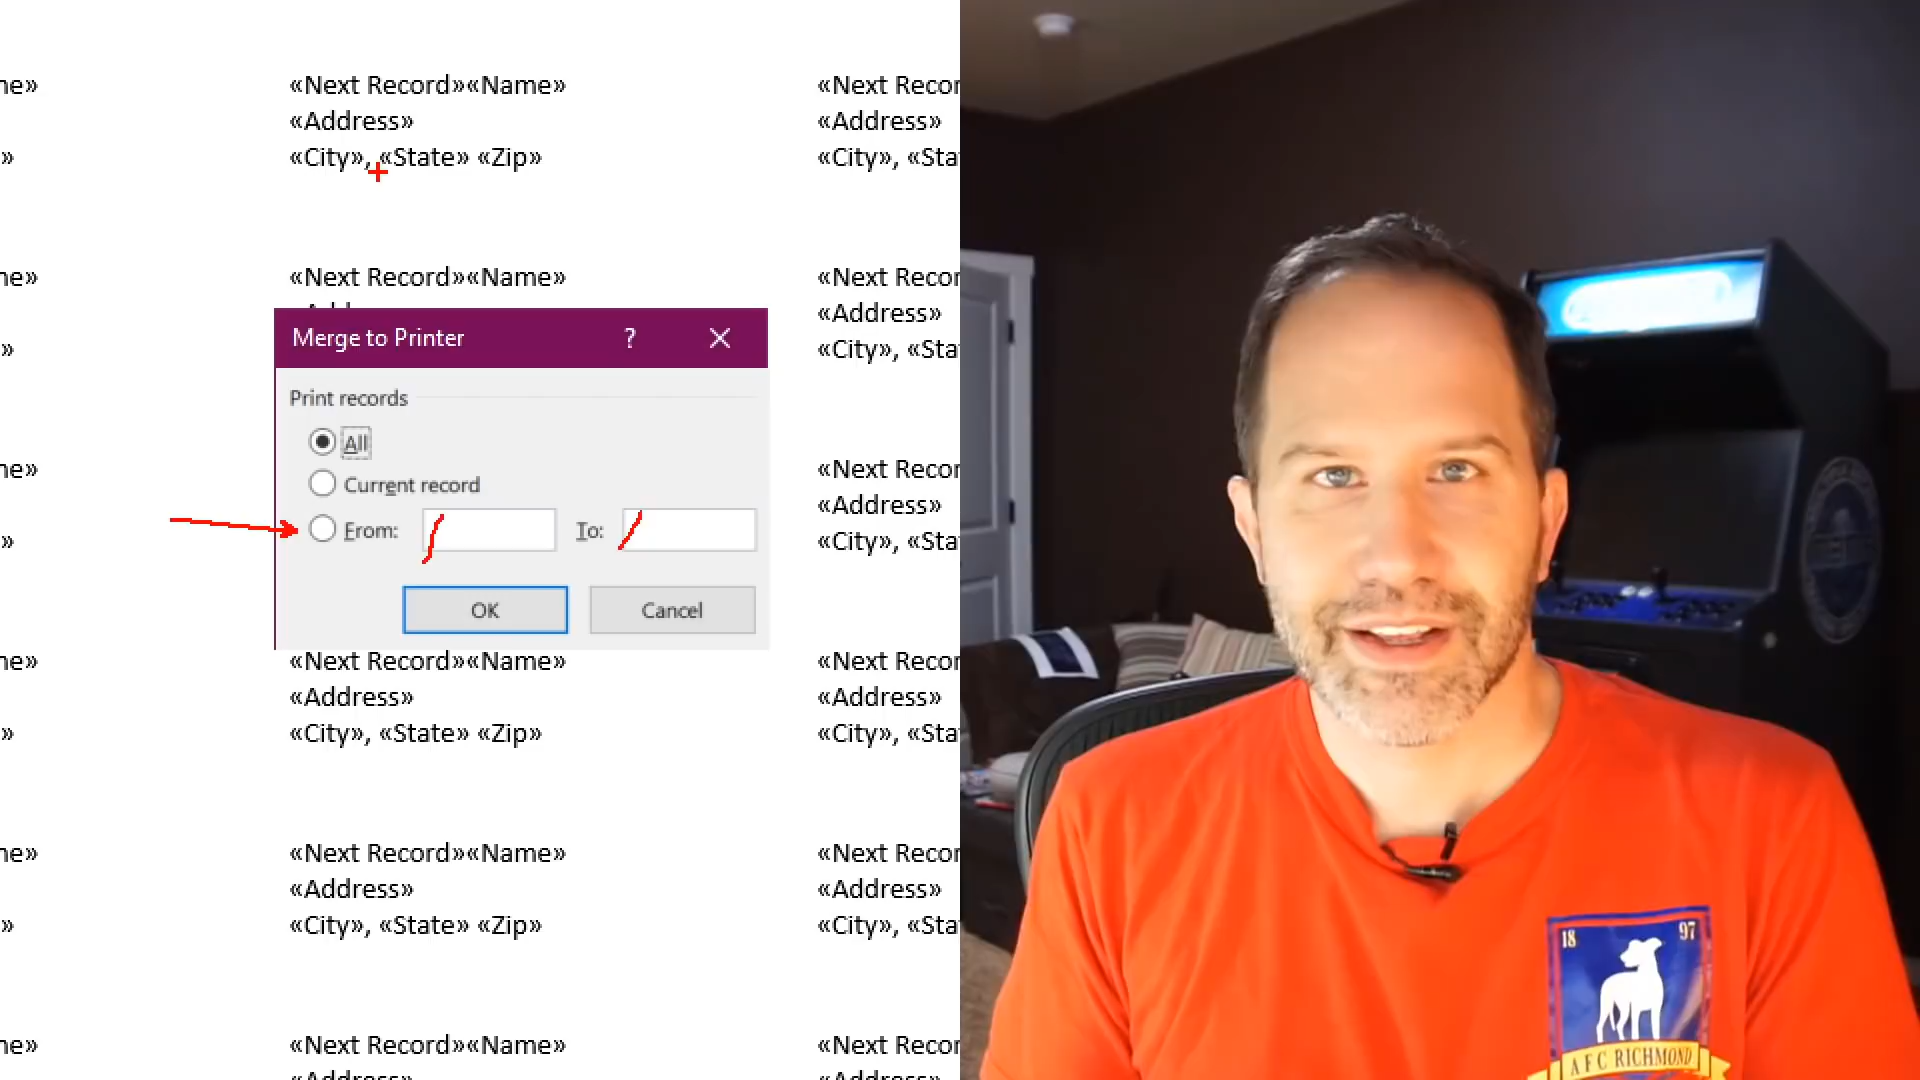 ne» «Next Record»«Name» «Next Recor
«Address» «Address»
» «City», «State» «Zip» «City», «Sta
ne» «Next Record»«Name» «Next Recor
«Address»
» «City», «Sta
Merge to Printer ? ×
Print records
All
Current record
From: To:
OK Cancel
ne» «Next Recor
«Address»
» «City», «Sta
ne» «Next Record»«Name» «Next Recor
«Address» «Address»
» «City», «State» «Zip» «City», «Sta
ne» «Next Record»«Name» «Next Recor
«Address» «Address»
» «City», «State» «Zip» «City», «Sta
ne» «Next Record»«Name» «Next Recor
«Address» «Address»
18 97
AFC RICHMOND